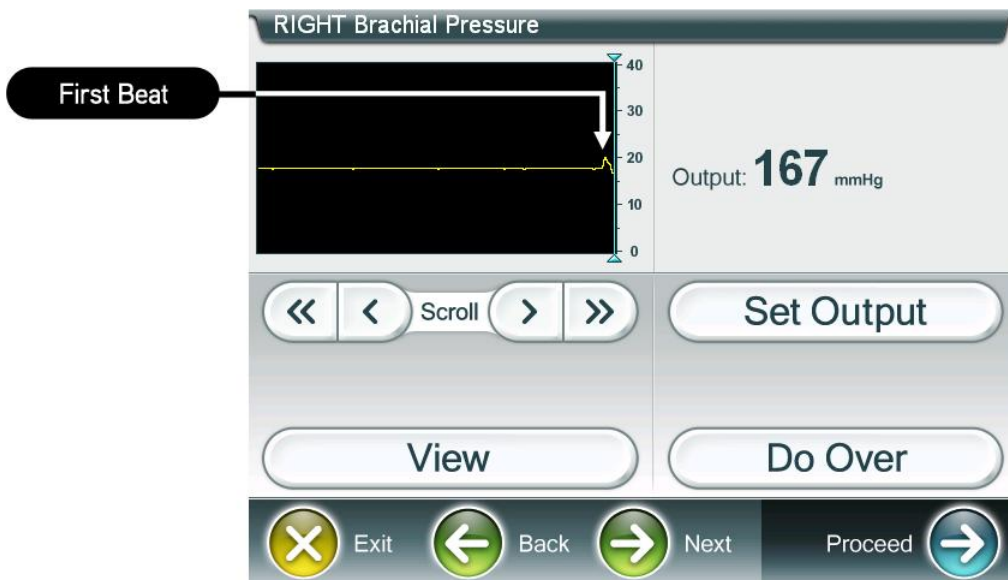 RIGHT Brachial Pressure
First Beat
40
30
20
10
0
Output: 167 mmHg
Scroll
Set Output
View
Do Over
Exit
Back
Next
Proceed